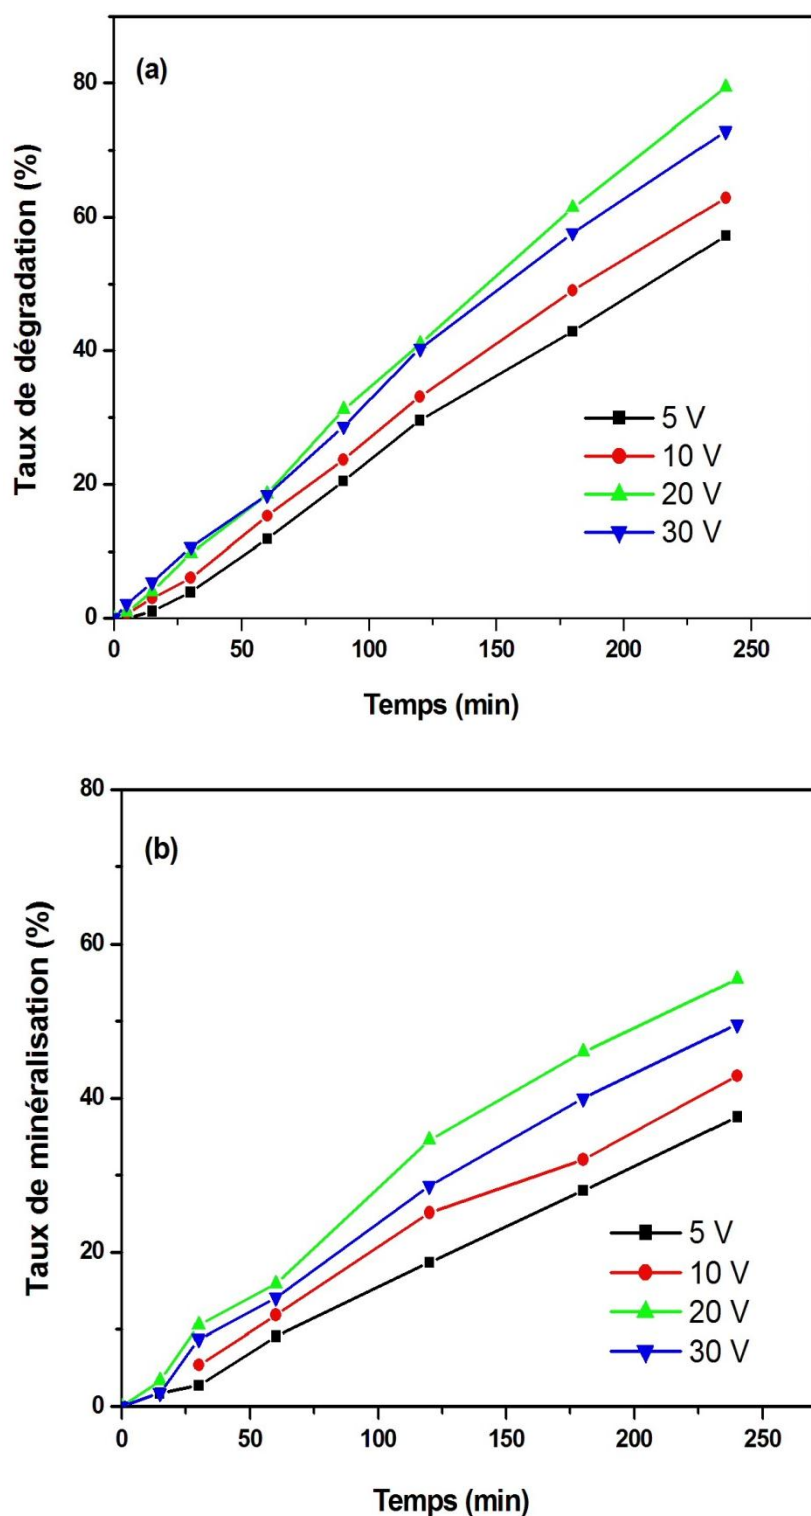 (a)
Taux de dégradation (%)
80
60
40
20
0
5 V
10 V
20 V
30 V
0 50 100 150 200 250
Temps (min)
(b)
Taux de minéralisation (%)
80
60
40
20
0
5 V
10 V
20 V
30 V
0 50 100 150 200 250
Temps (min)